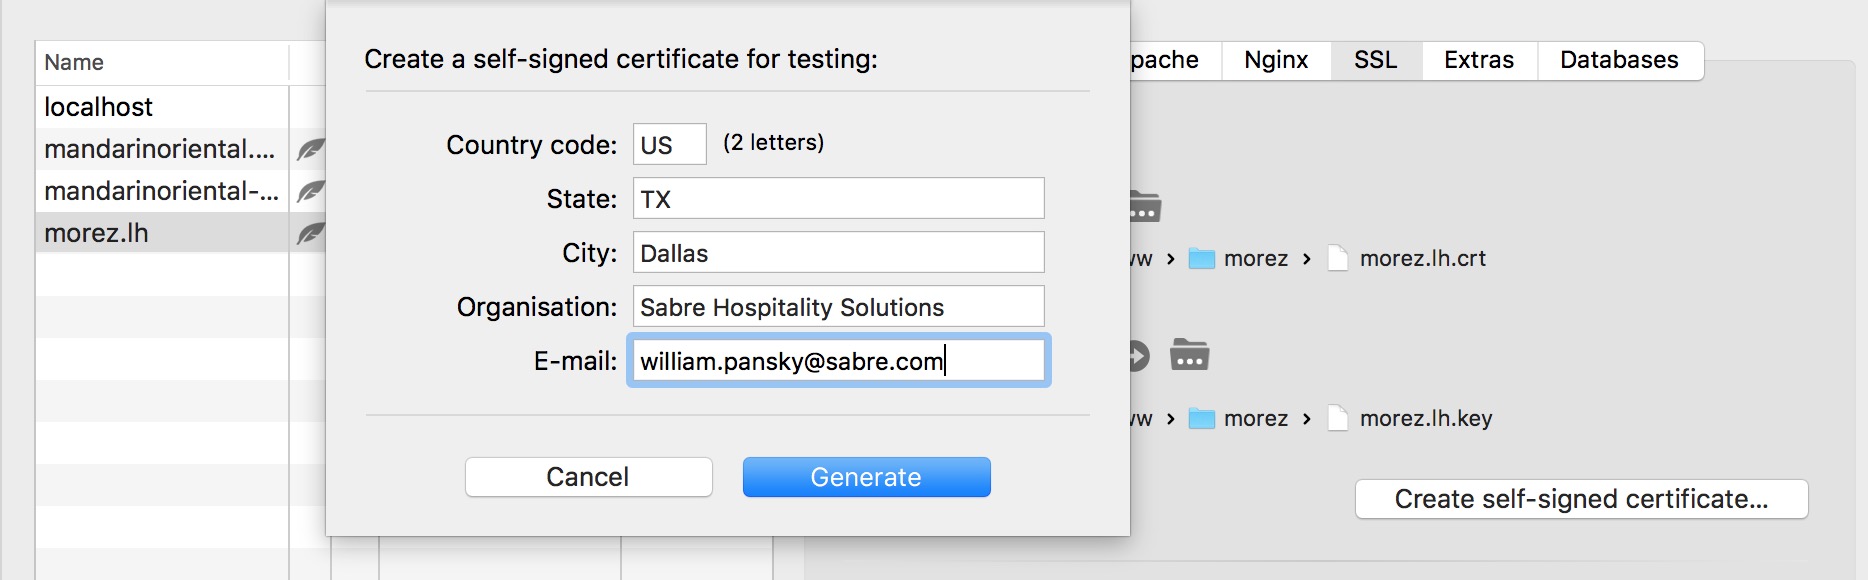 Name
localhost
mandarinoriental....
mandarinoriental-...
morez.lh
Create a self-signed certificate for testing:
Country code: US (2 letters)
State: TX
City: Dallas
Organisation: Sabre Hospitality Solutions
E-mail: william.pansky@sabre.com
Cancel Generate
pache Nginx SSL Extras Databases
ww › morez › morez.lh.crt
ww › morez › morez.lh.key
Create self-signed certificate...